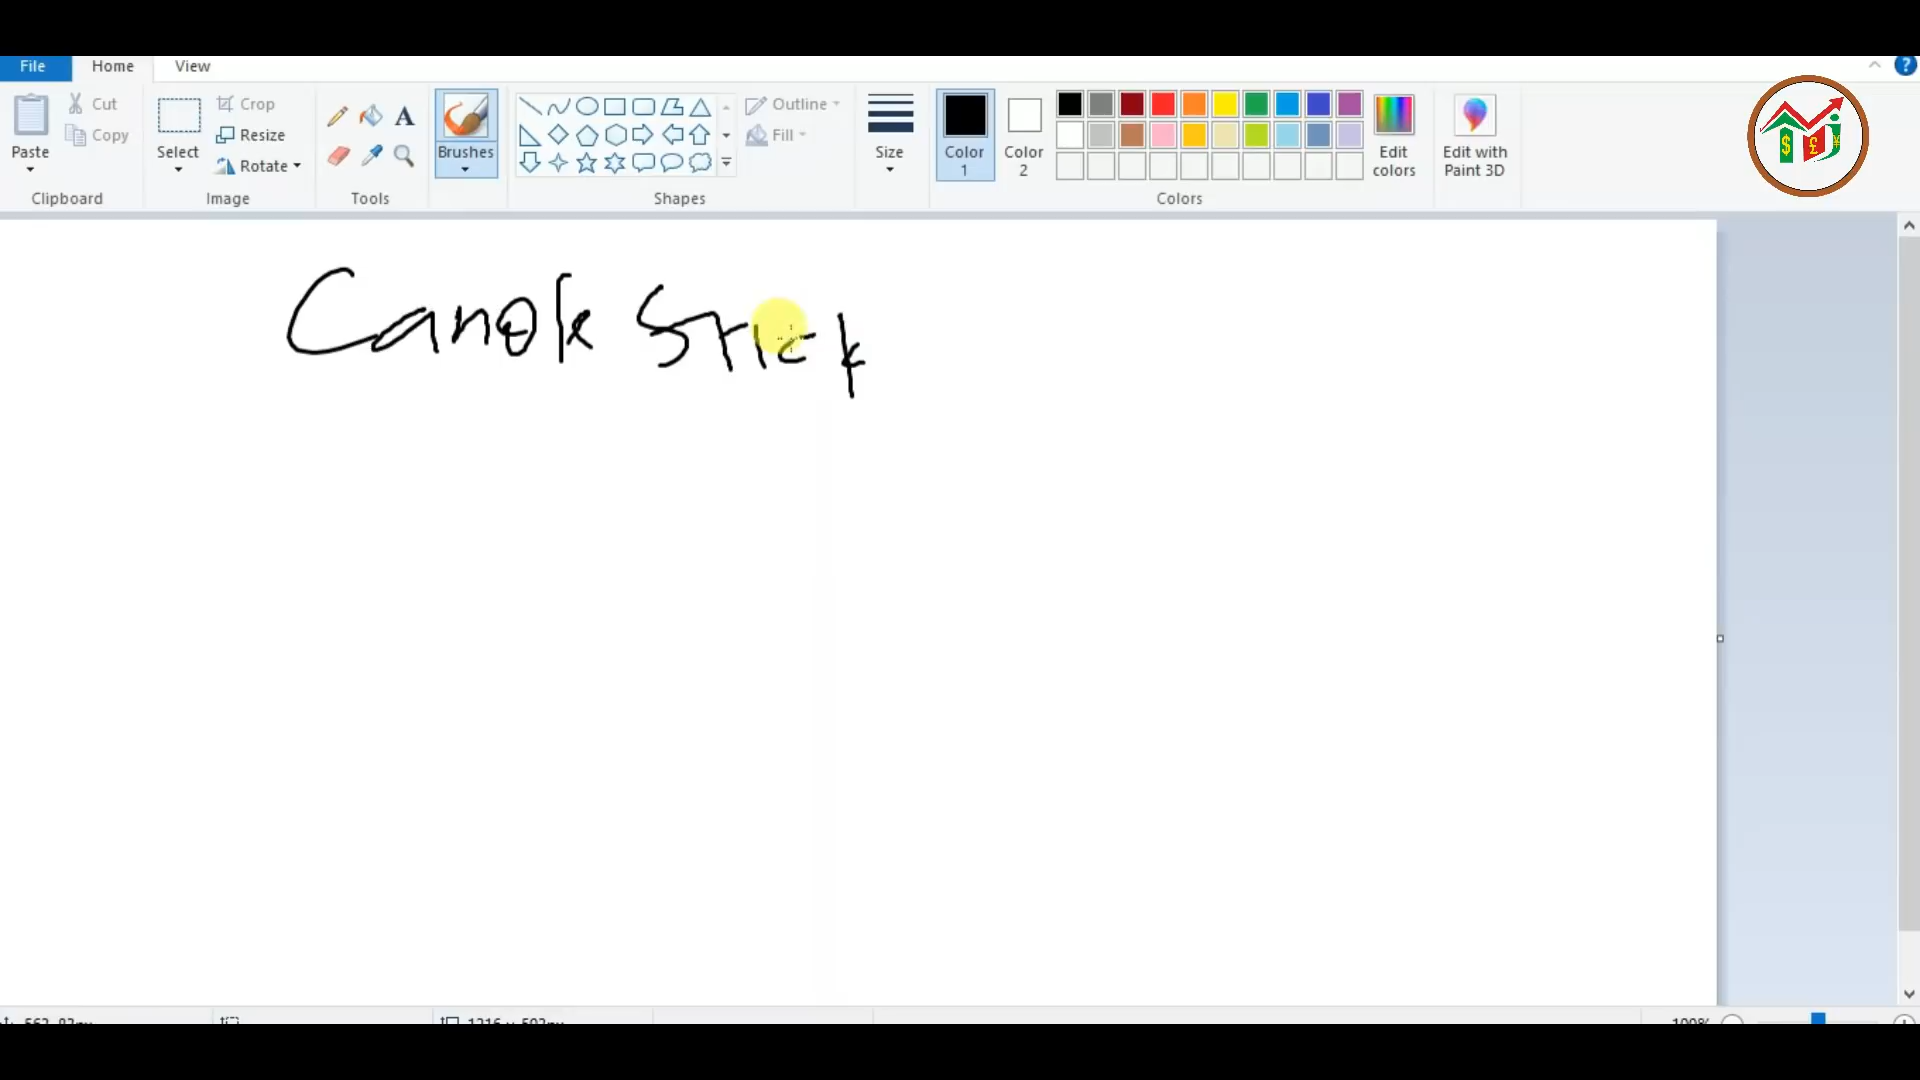 File Home View
Cut
Crop
Outline
Copy
Resize
Fill
Paste Select Rotate Brushes Size Color 1 Color 2 Edit colors Edit with Paint 3D
Clipboard Image Tools Shapes Colors
Candle Stick
100%